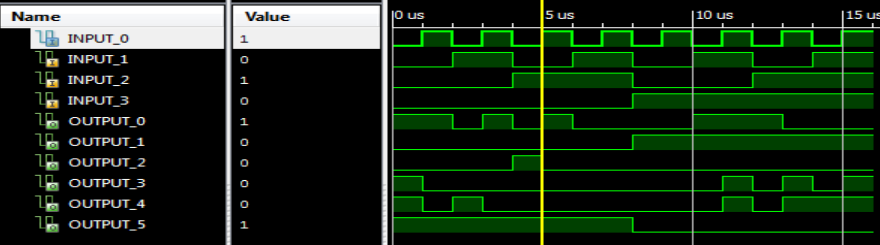 Name Value 0 us 5 us 10 us 15 us
INPUT_0 1
INPUT_1 0
INPUT_2 1
INPUT_3 0
OUTPUT_0 1
OUTPUT_1 0
OUTPUT_2 0
OUTPUT_3 0
OUTPUT_4 0
OUTPUT_5 1